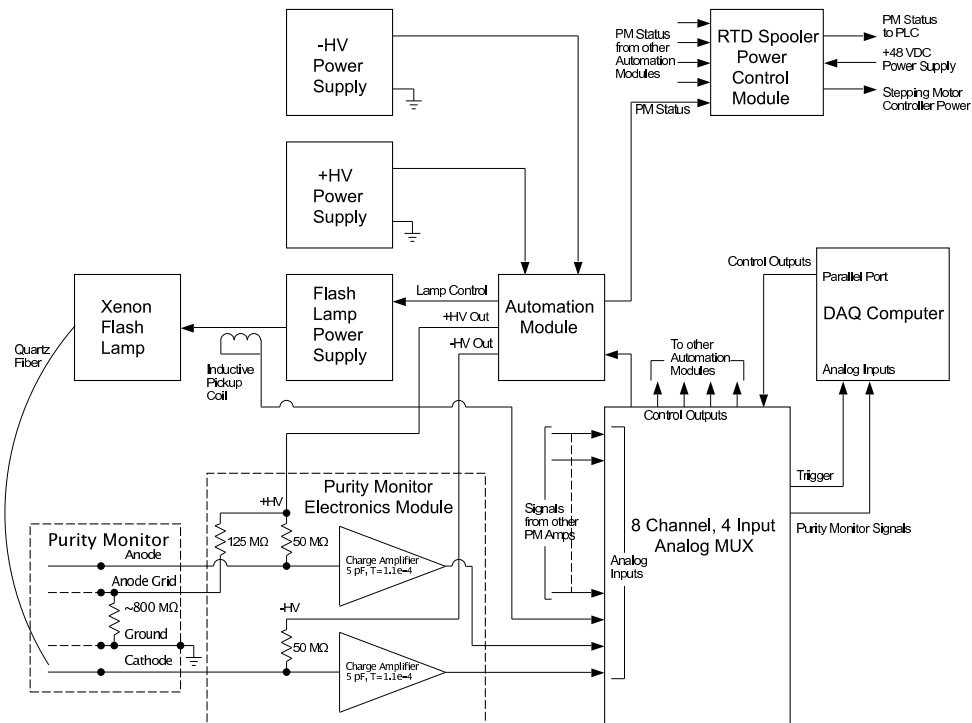 -HV
Power
Supply
PM Status
from other
Automation
Modules
RTD Spooler
Power
Control
Module
PM Status
to PLC
+48 VDC
Power Supply
Stepping Motor
Controller Power
PM Status
+HV
Power
Supply
Xenon
Flash
Lamp
Flash
Lamp
Power
Supply
Lamp Control
+HV Out
-HV Out
Automation
Module
Control Outputs
Parallel Port
DAQ Computer
Analog Inputs
Quartz
Fiber
Inductive
Pickup
Coil
To other
Automation
Modules
Control Outputs
Trigger
Purity Monitor Signals
8 Channel, 4 Input
Analog MUX
Signals
from other
PM Amps
Analog
Inputs
Purity Monitor
Electronics Module
+HV
125 MΩ
50 MΩ
Charge Amplifier
5 pF, T=1.1e-4
Purity Monitor
Anode
Anode Grid
~800 MΩ
Ground
Cathode
-HV
50 MΩ
Charge Amplifier
5 pF, T=1.1e-4